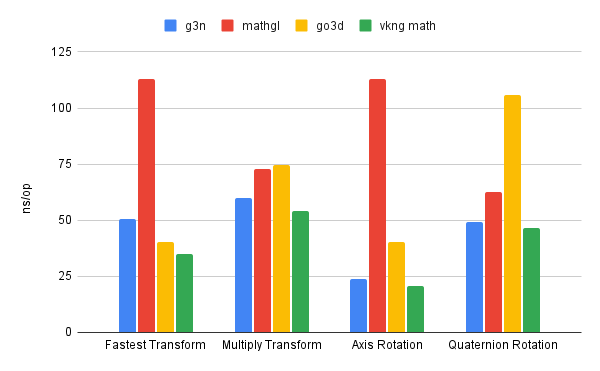 g3n mathgl go3d vkng math
125
100
75
50
25
0
ns/op
Fastest Transform Multiply Transform Axis Rotation Quaternion Rotation